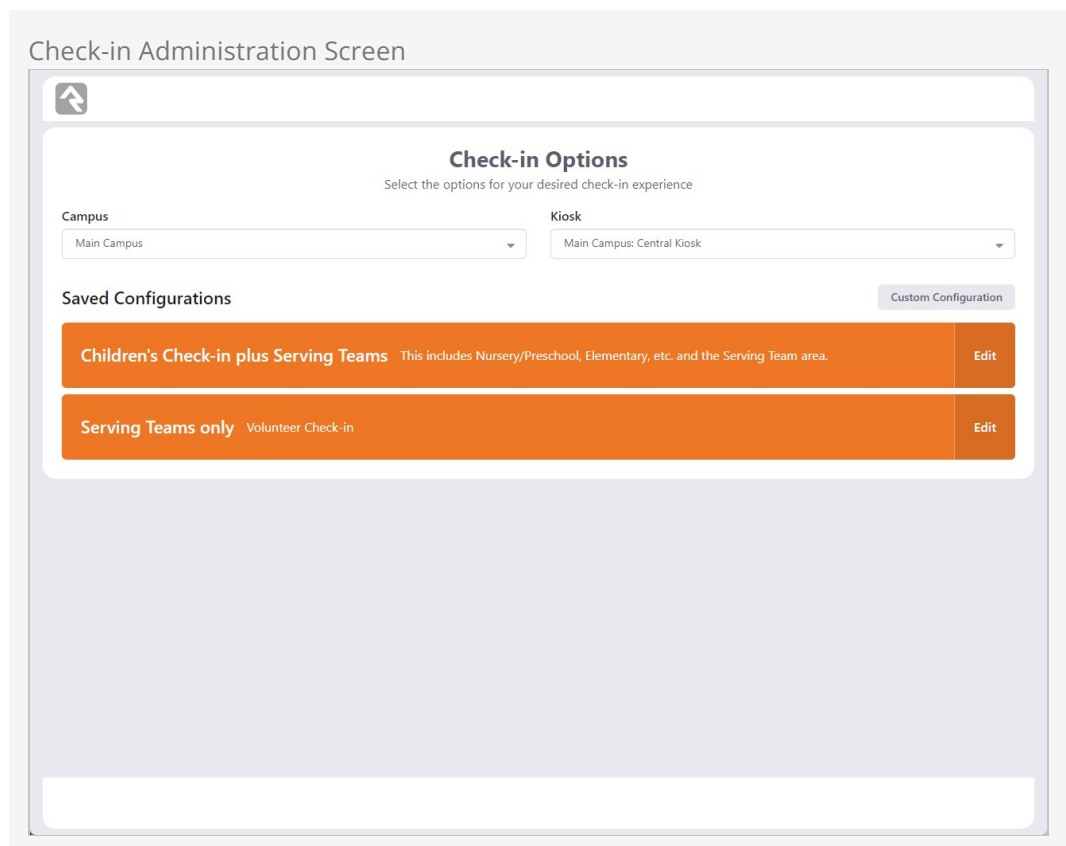 Check-in Administration Screen
Check-in Options
Select the options for your desired check-in experience
Campus
Kiosk
Main Campus
Main Campus: Central Kiosk
Saved Configurations
Custom Configuration
Children's Check-in plus Serving Teams This includes Nursery/Preschool, Elementary, etc. and the Serving Team area. Edit
Serving Teams only Volunteer Check-in Edit